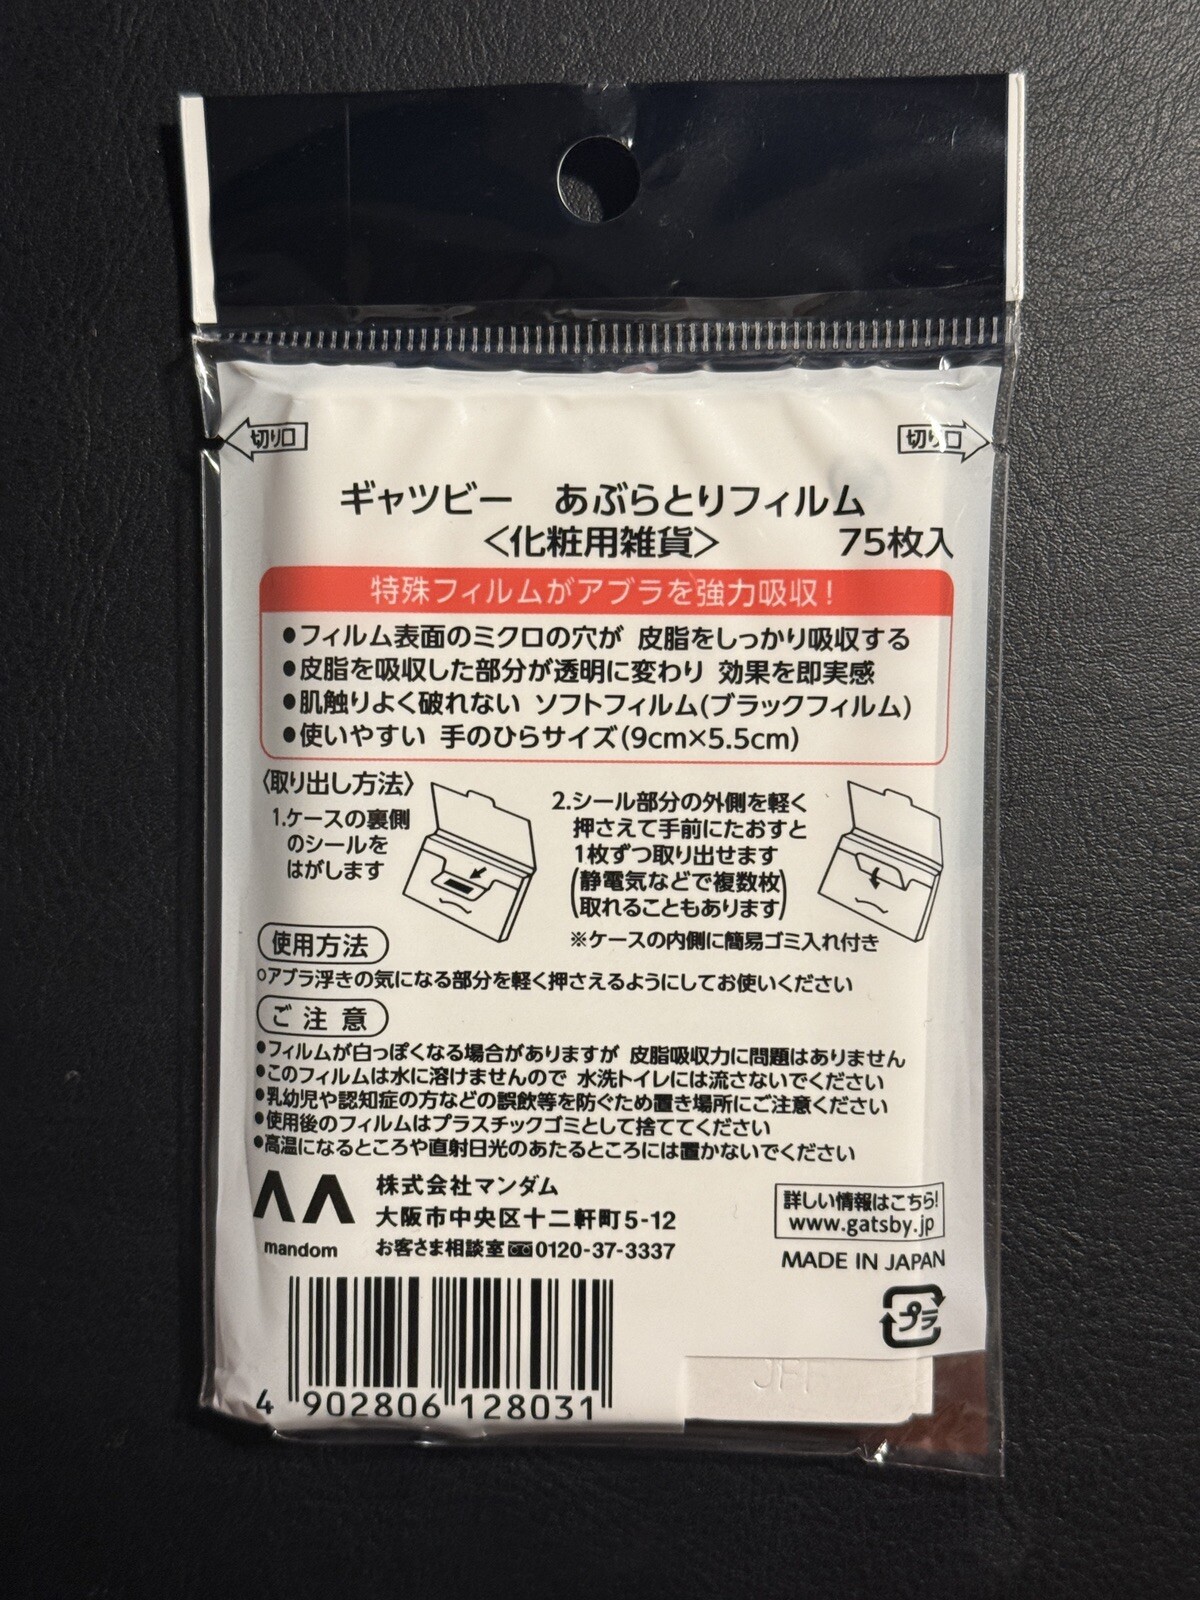 切り口
切り口
ギャツビー　あぶらとりフィルム
<化粧用雑貨>　75枚入
特殊フィルムがアブラを強力吸収!
●フィルム表面のミクロの穴が 皮脂をしっかり吸収する
●皮脂を吸収した部分が透明に変わり 効果を即実感
●肌触りよく破れない ソフトフィルム(ブラックフィルム)
●使いやすい 手のひらサイズ(9cm×5.5cm)
〈取り出し方法〉
1.ケースの裏側
のシールを
はがします
2.シール部分の外側を軽く
押さえて手前にたおすと
1枚ずつ取り出せます
(静電気などで複数枚
取れることもあります)
※ケースの内側に簡易ゴミ入れ付き
使用方法
○アブラ浮きの気になる部分を軽く押さえるようにしてお使いください
ご注意
●フィルムが白っぽくなる場合がありますが 皮脂吸収力に問題はありません
●このフィルムは水に溶けませんので 水洗トイレには流さないでください
●乳幼児や認知症の方などの誤飲等を防ぐため置き場所にご注意ください
●使用後のフィルムはプラスチックゴミとして捨ててください
●高温になるところや直射日光のあたるところには置かないでください
mandom
株式会社マンダム
大阪市中央区十二軒町5-12
お客さま相談室 0120-37-3337
詳しい情報はこちら!
www.gatsby.jp
MADE IN JAPAN
プラ
4 902806 128031